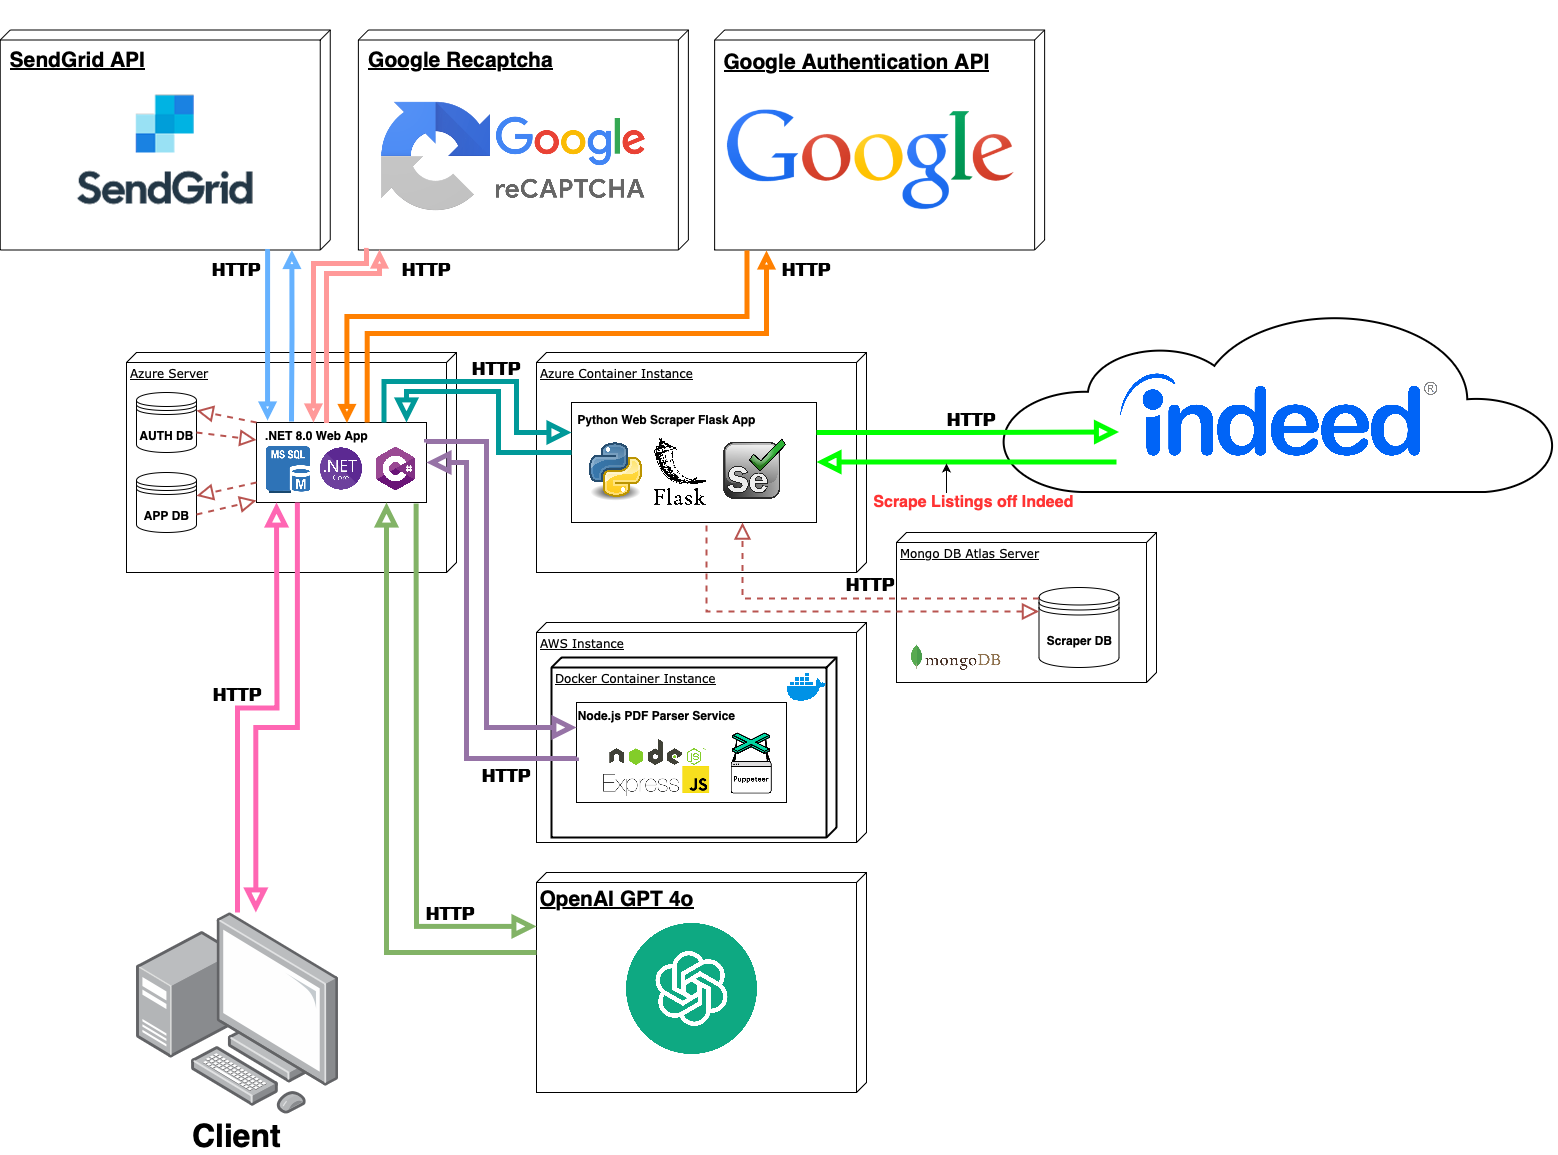 SendGrid API
SendGrid
Google Recaptcha
Google
reCAPTCHA
Google Authentication API
Google
HTTP
HTTP
HTTP
Azure Server
AUTH DB
APP DB
.NET 8.0 Web App
MS SQL
M
.NET
Core
C#
HTTP
Azure Container Instance
Python Web Scraper Flask App
Flask
Se
HTTP
indeed®
Scrape Listings off Indeed
Mongo DB Atlas Server
HTTP
Scraper DB
mongoDB
AWS Instance
Docker Container Instance
Node.js PDF Parser Service
node
JS
Express
JS
Puppeteer
HTTP
HTTP
OpenAI GPT 4o
HTTP
Client